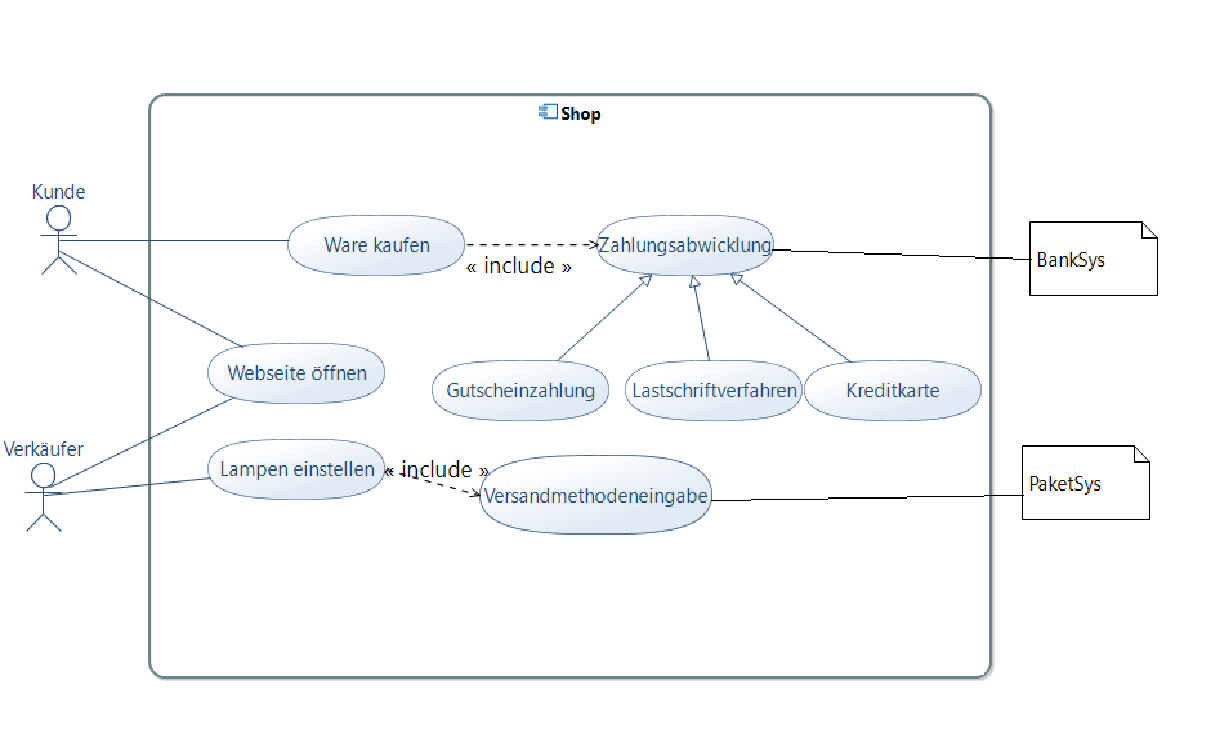 Shop
Kunde
Ware kaufen
« include »
Zahlungsabwicklung
BankSys
Webseite öffnen
Gutscheinzahlung
Lastschriftverfahren
Kreditkarte
Verkäufer
Lampen einstellen
« include »
Versandmethodeneingabe
PaketSys